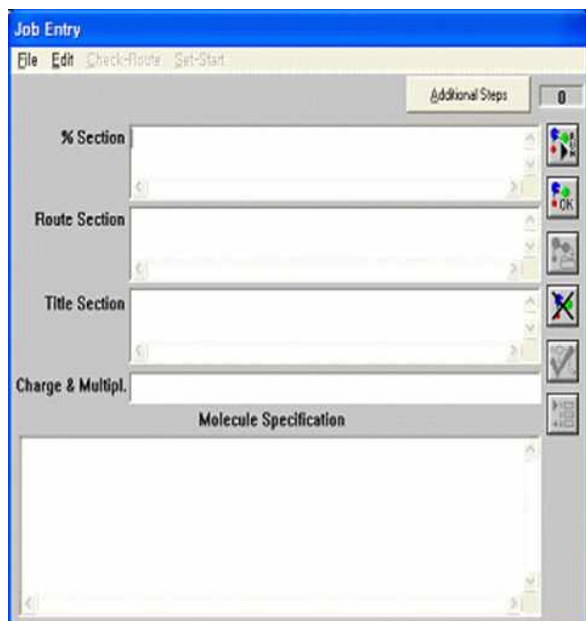 Job Entry
File Edit Check-Route Set-Start
Additional Steps 0
% Section
Route Section
OK
Title Section
Charge & Multipl.
Molecule Specification